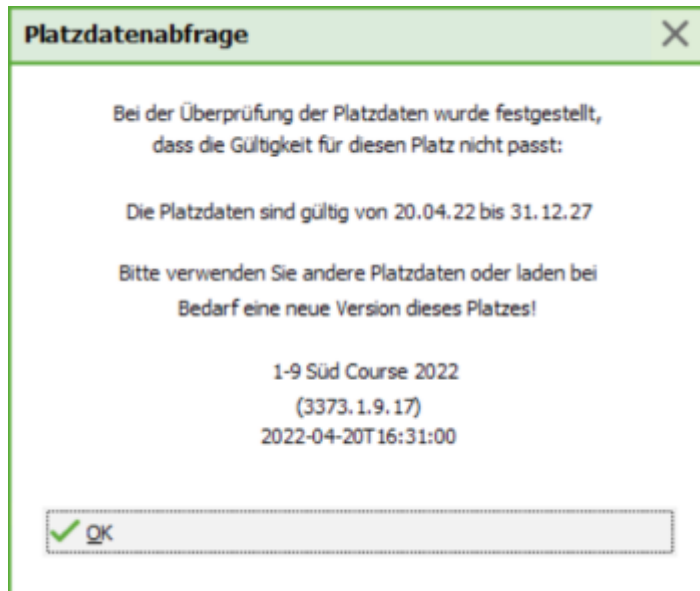 Platzdatenabfrage
Bei der Überprüfung der Platzdaten wurde festgestellt,
dass die Gültigkeit für diesen Platz nicht passt:
Die Platzdaten sind gültig von 20.04.22 bis 31.12.27
Bitte verwenden Sie andere Platzdaten oder laden bei
Bedarf eine neue Version dieses Platzes!
1-9 Süd Course 2022
(3373.1.9.17)
2022-04-20T16:31:00
OK